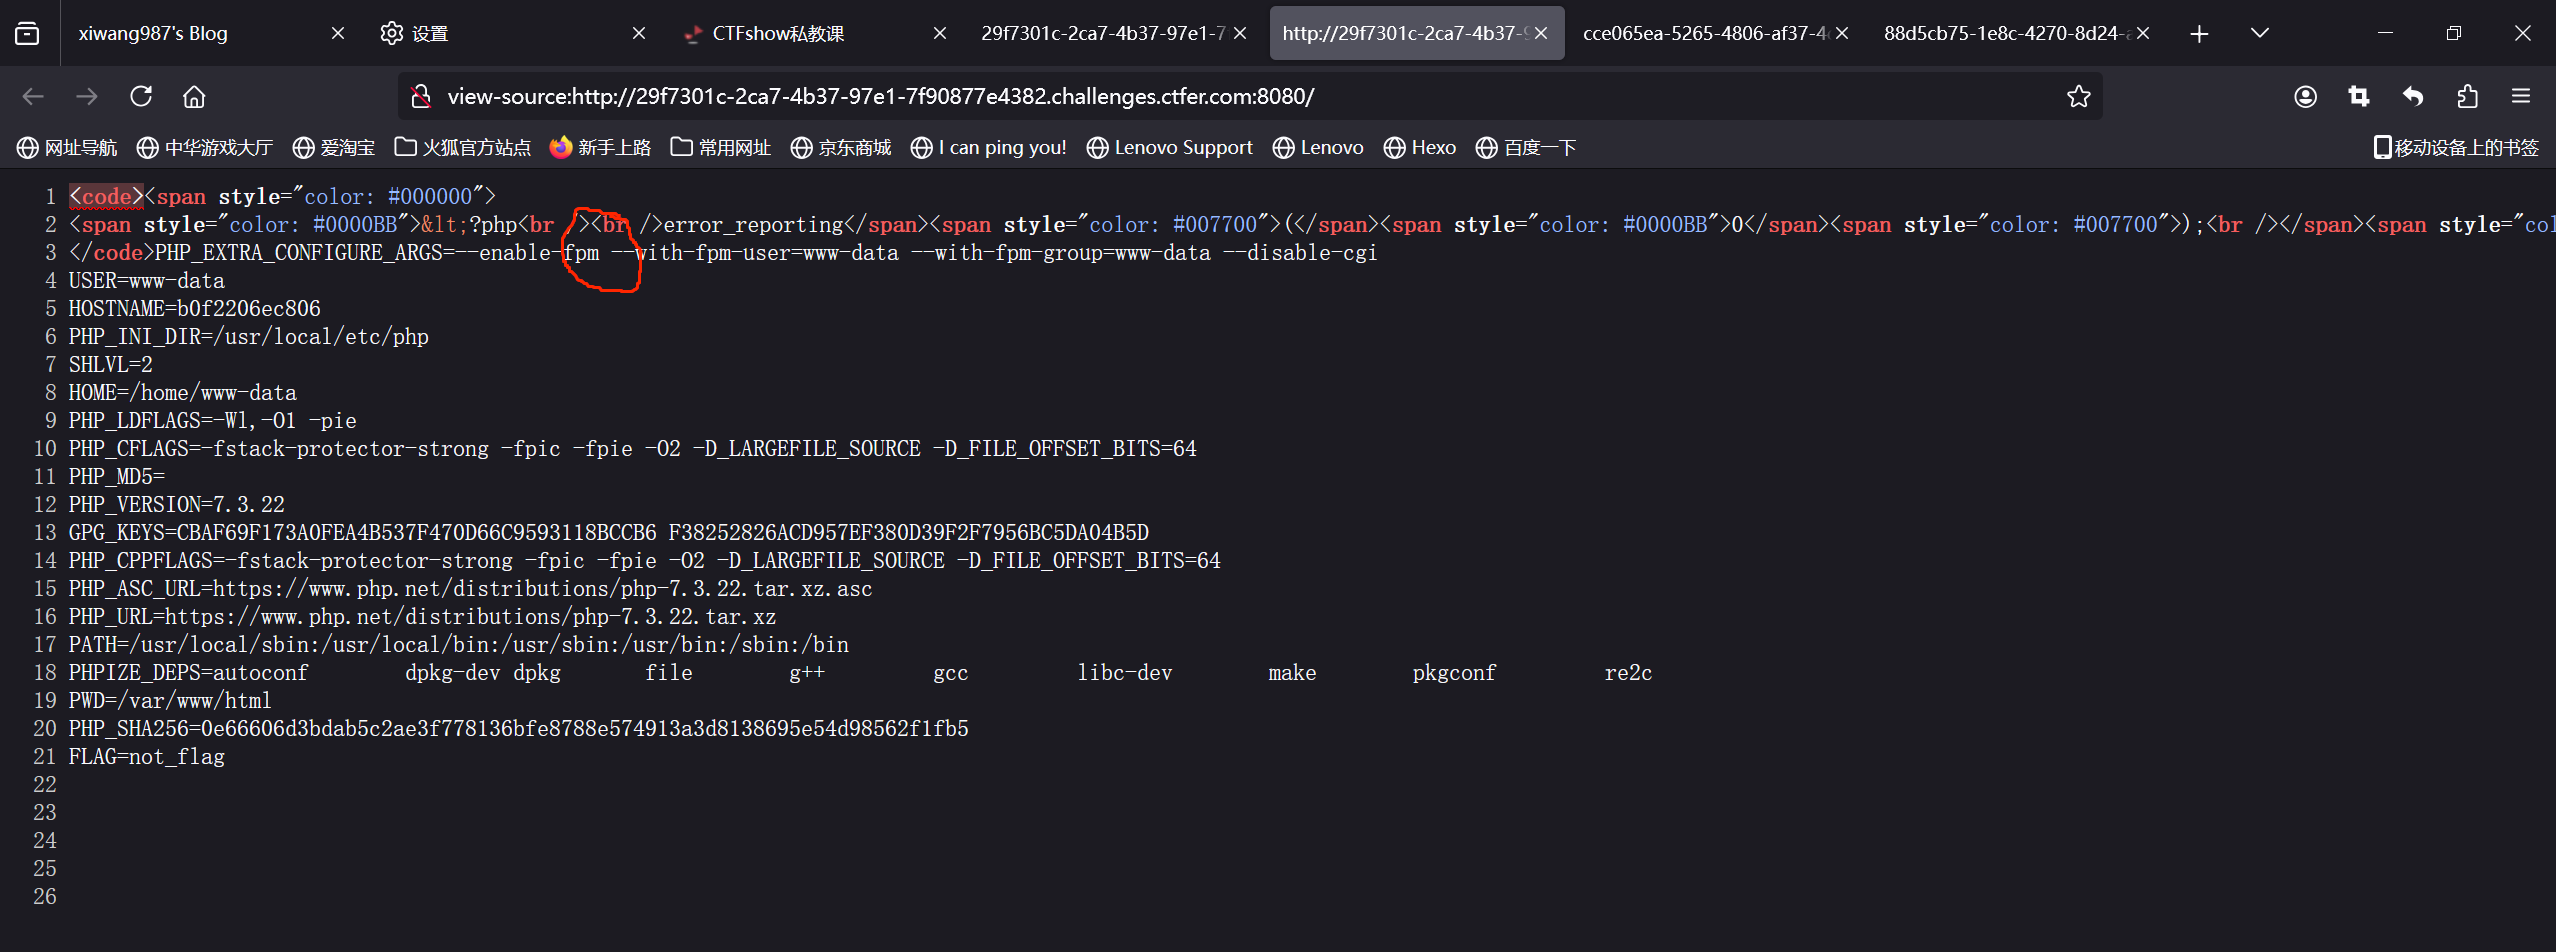 xiwang987's Blog
设置
CTFshow私教课
29f7301c-2ca7-4b37-97e1-7
http://29f7301c-2ca7-4b37-9
cce065ea-5265-4806-af37-4
88d5cb75-1e8c-4270-8d24-a
view-source:http://29f7301c-2ca7-4b37-97e1-7f90877e4382.challenges.ctfer.com:8080/
网址导航 中华游戏大厅 爱淘宝 火狐官方站点 新手上路 常用网址 京东商城 I can ping you! Lenovo Support Lenovo Hexo 百度一下 移动设备上的书签
1 <code><span style="color: #000000">
2 <span style="color: #0000BB">&lt;?php<br /><br />error_reporting</span><span style="color: #007700">(</span><span style="color: #0000BB">0</span><span style="color: #007700">);<br /></span><span style="col
3 </code>PHP_EXTRA_CONFIGURE_ARGS=--enable-fpm --with-fpm-user=www-data --with-fpm-group=www-data --disable-cgi
4 USER=www-data
5 HOSTNAME=b0f2206ec806
6 PHP_INI_DIR=/usr/local/etc/php
7 SHLVL=2
8 HOME=/home/www-data
9 PHP_LDFLAGS=-Wl,-O1 -pie
10 PHP_CFLAGS=-fstack-protector-strong -fpic -fpie -O2 -D_LARGEFILE_SOURCE -D_FILE_OFFSET_BITS=64
11 PHP_MD5=
12 PHP_VERSION=7.3.22
13 GPG_KEYS=CBAF69F173A0FEA4B537F470D66C9593118BCCB6 F38252826ACD957EF380D39F2F7956BC5DA04B5D
14 PHP_CPPFLAGS=-fstack-protector-strong -fpic -fpie -O2 -D_LARGEFILE_SOURCE -D_FILE_OFFSET_BITS=64
15 PHP_ASC_URL=https://www.php.net/distributions/php-7.3.22.tar.xz.asc
16 PHP_URL=https://www.php.net/distributions/php-7.3.22.tar.xz
17 PATH=/usr/local/sbin:/usr/local/bin:/usr/sbin:/usr/bin:/sbin:/bin
18 PHPIZE_DEPS=autoconf dpkg-dev dpkg file g++ gcc libc-dev make pkgconf re2c
19 PWD=/var/www/html
20 PHP_SHA256=0e66606d3bdab5c2ae3f778136bfe8788e574913a3d8138695e54d98562f1fb5
21 FLAG=not_flag
22
23
24
25
26